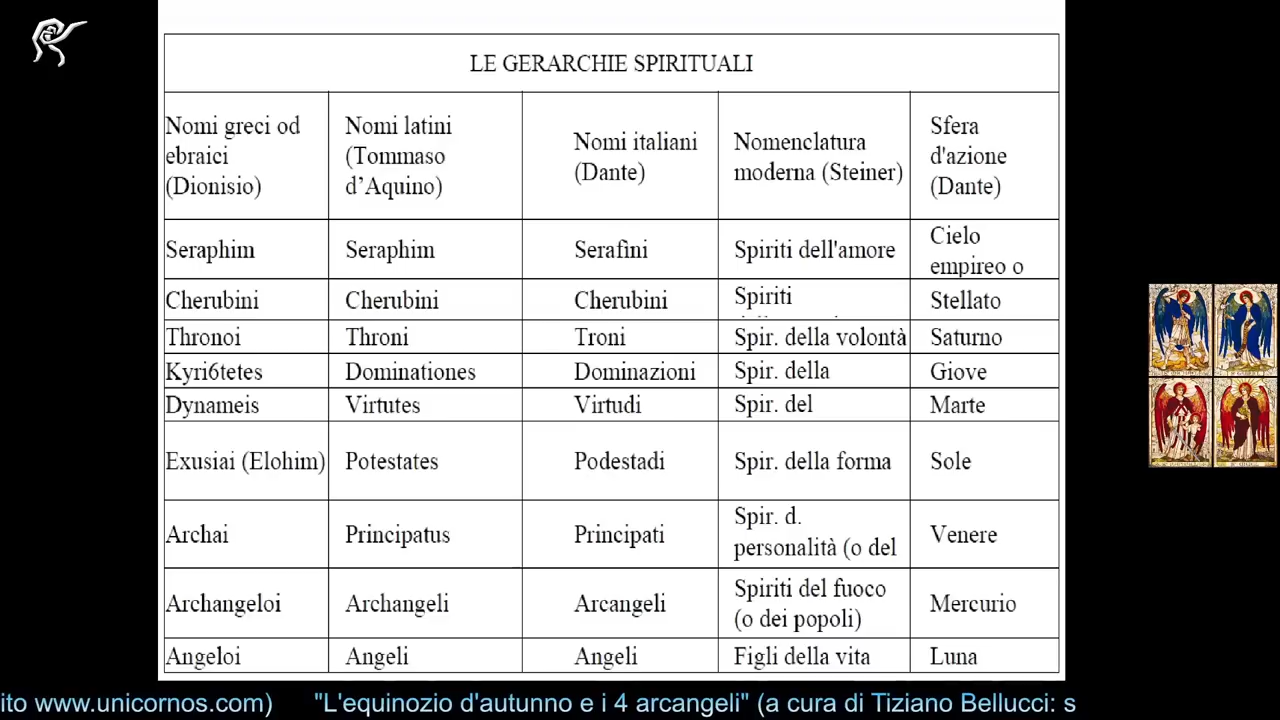 LE GERARCHIE SPIRITUALI
Nomi greci od
ebraici
(Dionisio)
Nomi latini
(Tommaso
d’Aquino)
Nomi italiani
(Dante)
Nomenclatura
moderna (Steiner)
Sfera
d'azione
(Dante)
Seraphim
Seraphim
Serafini
Spiriti dell'amore
Cielo
empireo o
Cherubini
Cherubini
Cherubini
Spiriti
Stellato
Thronoi
Throni
Troni
Spir. della volontà
Saturno
Kyri6tetes
Dominationes
Dominazioni
Spir. della
Giove
Dynameis
Virtutes
Virtudi
Spir. del
Marte
Exusiai (Elohim)
Potestates
Podestadi
Spir. della forma
Sole
Archai
Principatus
Principati
Spir. d.
personalità (o del
Venere
Archangeloi
Archangeli
Arcangeli
Spiriti del fuoco
(o dei popoli)
Mercurio
Angeloi
Angeli
Angeli
Figli della vita
Luna
ito www.unicornos.com) "L'equinozio d'autunno e i 4 arcangeli" (a cura di Tiziano Bellucci: s